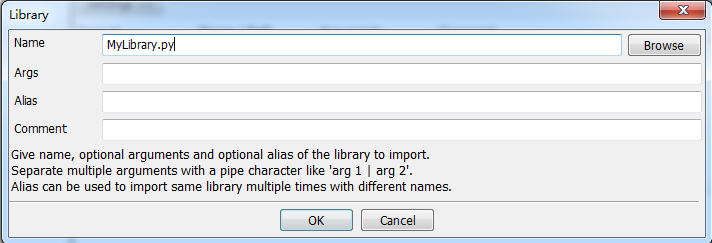 Library
Name
MyLibrary.py
Browse
Args
Alias
Comment
Give name, optional arguments and optional alias of the library to import.
Separate multiple arguments with a pipe character like 'arg 1 | arg 2'.
Alias can be used to import same library multiple times with different names.
OK
Cancel